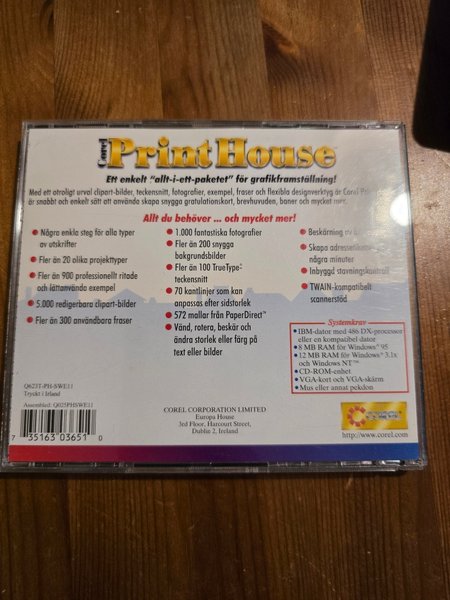 Corel
Print House™
Ett enkelt "allt-i-ett-paketet" för grafikframställning!
Med ett otroligt urval clipart-bilder, teckensnitt, fotografier, exempel, fraser och flexibla designverktyg är Corel
är snabbt och enkelt sätt att använda skapa snygga gratulationskort, brevhuvuden, baner och mycket mer.
Allt du behöver ... och mycket mer!
• Några enkla steg för alla typer
av utskrifter
• Fler än 20 olika projekttyper
• Fler än 900 professionellt ritade
och lättanvända exempel
• 5.000 redigerbara clipart-bilder
• Fler än 300 användbara fraser
• 1.000 fantastiska fotografier
• Fler än 200 snygga
bakgrundsbilder
• Fler än 100 TrueType™-
teckensnitt
• 70 kantlinjer som kan
anpassas efter sidstorlek
• 572 mallar från PaperDirect™
• Vänd, rotera, beskär och
ändra storlek eller färg på
text eller bilder
• Beskärning av
• Skapa
några minuter
• Inbyggd stavningskontroll
• TWAIN-kompatibelt
scannerstöd
Systemkrav
• IBM-dator med 486 DX-processor
eller en kompatibel dator
• 8 MB RAM för Windows® 95
• 12 MB RAM för Windows® 3.1x
och Windows NT™
• CD-ROM-enhet
• VGA-kort och VGA-skärm
• Mus eller annat pekdon
Q623T-PH-SWE11
Tryckt i Irland
Assembled: Q025PHSWE11
7 35163 03651 0
COREL CORPORATION LIMITED
Europa House
3rd Floor, Harcourt Street,
Dublin 2, Ireland
http://www.corel.com